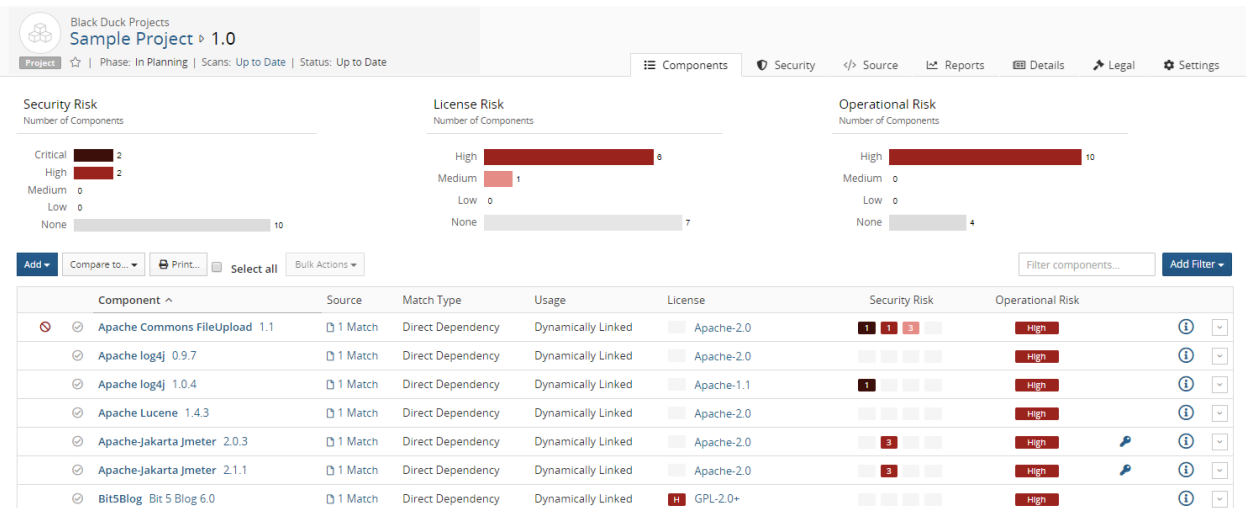 Black Duck Projects
Sample Project 1.0
Project | Phase: In Planning | Scans: Up to Date | Status: Up to Date
Components Security Source Reports Details Legal Settings
Security Risk
Number of Components
Critical 2
High 2
Medium 0
Low 0
None 10
License Risk
Number of Components
High 6
Medium 1
Low 0
None 7
Operational Risk
Number of Components
High 10
Medium 0
Low 0
None 4
Add Compare to... Print... Select all Bulk Actions Filter components... Add Filter
Component Source Match Type Usage License Security Risk Operational Risk
Apache Commons FileUpload 1.1 1 Match Direct Dependency Dynamically Linked Apache-2.0 1 1 3 High
Apache log4j 0.9.7 1 Match Direct Dependency Dynamically Linked Apache-2.0 High
Apache log4j 1.0.4 1 Match Direct Dependency Dynamically Linked Apache-1.1 1 High
Apache Lucene 1.4.3 1 Match Direct Dependency Dynamically Linked Apache-2.0 High
Apache-Jakarta Jmeter 2.0.3 1 Match Direct Dependency Dynamically Linked Apache-2.0 3 High
Apache-Jakarta Jmeter 2.1.1 1 Match Direct Dependency Dynamically Linked Apache-2.0 3 High
Bit5Blog Bit 5 Blog 6.0 1 Match Direct Dependency Dynamically Linked H GPL-2.0+ High